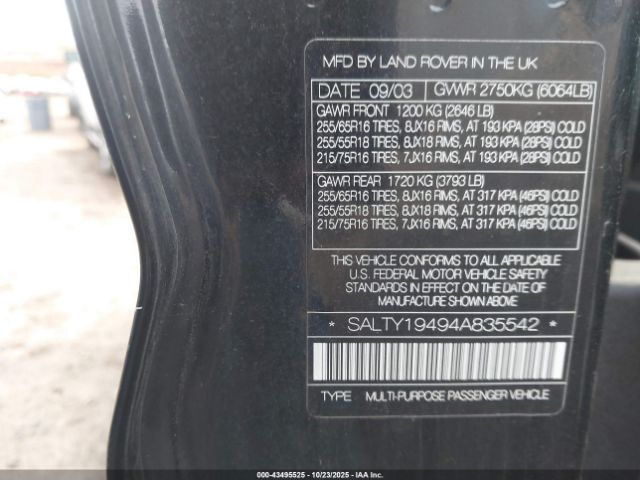 MFD BY LAND ROVER IN THE UK
DATE 09/03 GVWR 2750KG (6064LB)
GAWR FRONT 1200 KG (2646 LB)
255/65R16 TIRES, 8JX16 RIMS, AT 193 KPA (28PSI) COLD
255/55R18 TIRES, 8JX18 RIMS, AT 193 KPA (28PSI) COLD
215/75R16 TIRES, 7JX16 RIMS, AT 193 KPA (28PSI) COLD
GAWR REAR 1720 KG (3793 LB)
255/65R16 TIRES, 8JX16 RIMS, AT 317 KPA (46PSI) COLD
255/55R18 TIRES, 8JX18 RIMS, AT 317 KPA (46PSI) COLD
215/75R16 TIRES, 7JX16 RIMS, AT 317 KPA (46PSI) COLD
THIS VEHICLE CONFORMS TO ALL APPLICABLE
U.S. FEDERAL MOTOR VEHICLE SAFETY
STANDARDS IN EFFECT ON THE DATE OF
MANUFACTURE SHOWN ABOVE
* SALTY19494A835542 *
TYPE MULTI-PURPOSE PASSENGER VEHICLE
000-43495525 • 10/23/2025 • IAA Inc.